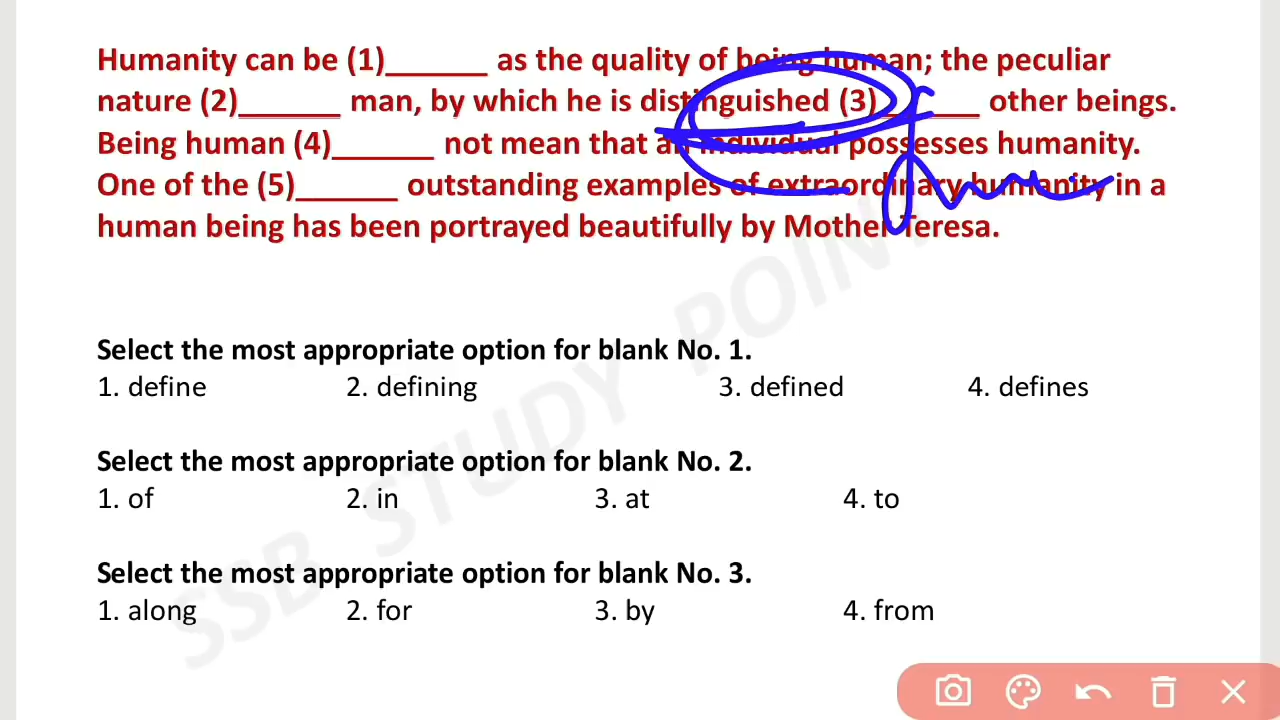 Humanity can be (1)______ as the quality of being human; the peculiar
nature (2)______ man, by which he is distinguished (3)______ other beings.
Being human (4)______ not mean that an individual possesses humanity.
One of the (5)______ outstanding examples of extraordinary humanity in a
human being has been portrayed beautifully by Mother Teresa.
from
Select the most appropriate option for blank No. 1.
1. define 2. defining 3. defined 4. defines
Select the most appropriate option for blank No. 2.
1. of 2. in 3. at 4. to
Select the most appropriate option for blank No. 3.
1. along 2. for 3. by 4. from
SSB STUDY POINT